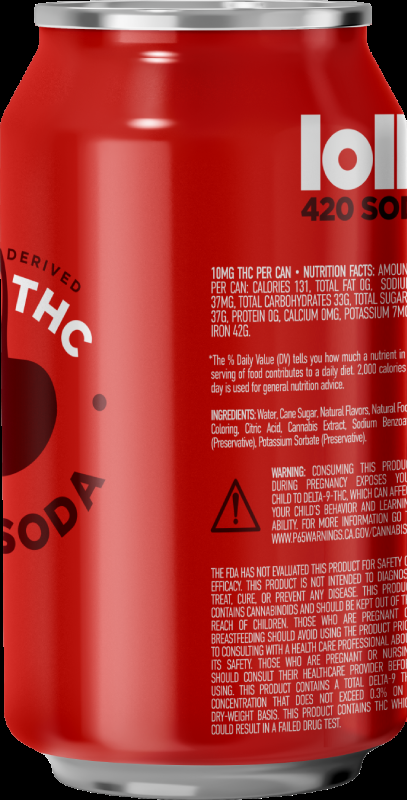 DERIVED
THC
SODA
loll
420 SOD
10MG THC PER CAN • NUTRITION FACTS: AMOUN
PER CAN: CALORIES 131, TOTAL FAT 0G, SODIU
37MG, TOTAL CARBOHYDRATES 33G, TOTAL SUGAR
37G, PROTEIN 0G, CALCIUM 0MG, POTASSIUM 7MG
IRON 42G.
*The % Daily Value (DV) tells you how much a nutrient in
serving of food contributes to a daily diet. 2,000 calories
day is used for general nutrition advice.
INGREDIENTS: Water, Cane Sugar, Natural Flavors, Natural Foo
Coloring, Citric Acid, Cannabis Extract, Sodium Benzoa
(Preservative), Potassium Sorbate (Preservative).
WARNING: CONSUMING THIS PRODUC
DURING PREGNANCY EXPOSES YOU
CHILD TO DELTA-9-THC, WHICH CAN AFFE
YOUR CHILD'S BEHAVIOR AND LEARNIN
ABILITY. FOR MORE INFORMATION GO T
WWW.P65WARNINGS.CA.GOV/CANNABIS
THE FDA HAS NOT EVALUATED THIS PRODUCT FOR SAFETY O
EFFICACY. THIS PRODUCT IS NOT INTENDED TO DIAGNOS
TREAT, CURE, OR PREVENT ANY DISEASE. THIS PRODUC
CONTAINS CANNABINOIDS AND SHOULD BE KEPT OUT OF T
REACH OF CHILDREN. THOSE WHO ARE PREGNANT O
BREASTFEEDING SHOULD AVOID USING THE PRODUCT PRIO
TO CONSULTING WITH A HEALTH CARE PROFESSIONAL ABOU
ITS SAFETY. THOSE WHO ARE PREGNANT OR NURSIN
SHOULD CONSULT THEIR HEALTHCARE PROVIDER BEFOR
USING. THIS PRODUCT CONTAINS A TOTAL DELTA-9 TH
CONCENTRATION THAT DOES NOT EXCEED 0.3% ON
DRY-WEIGHT BASIS. THIS PRODUCT CONTAINS THC WHIC
COULD RESULT IN A FAILED DRUG TEST.